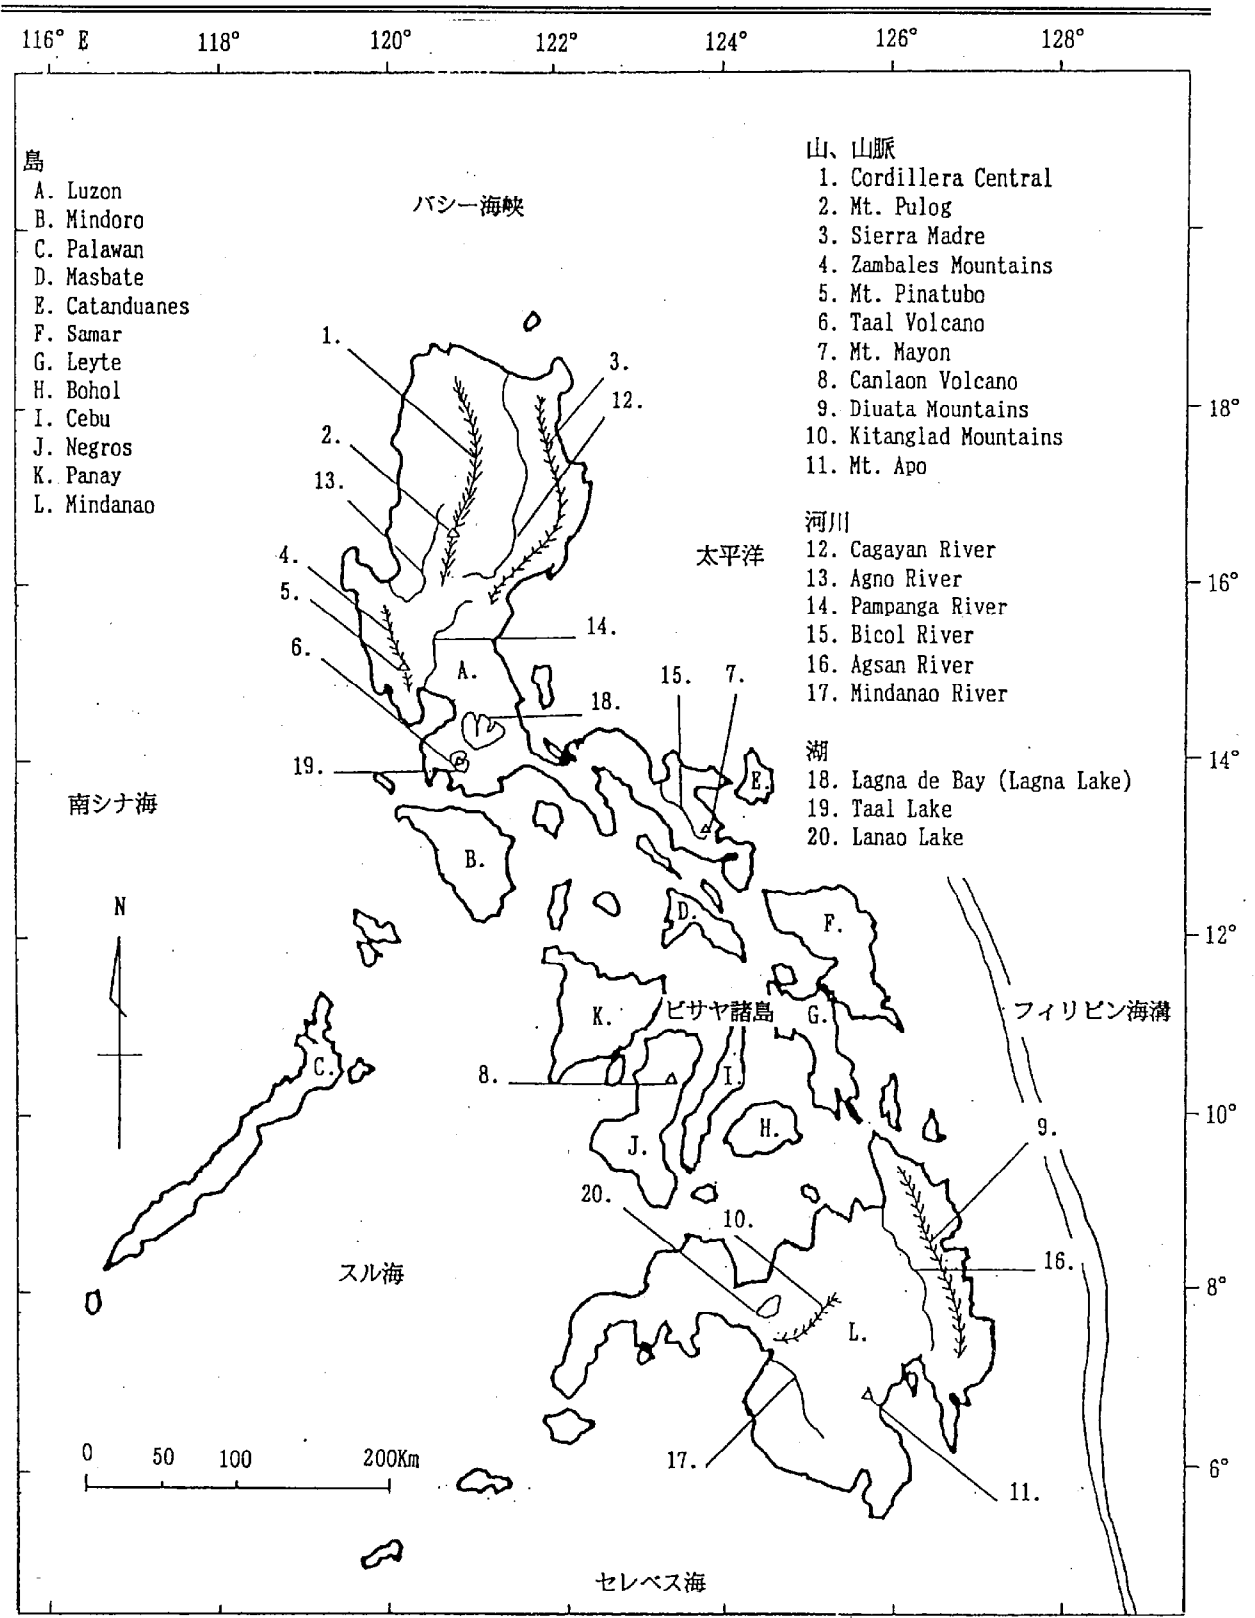 116° E 118° 120° 122° 124° 126° 128°
島
A. Luzon
B. Mindoro
C. Palawan
D. Masbate
E. Catanduanes
F. Samar
G. Leyte
H. Bohol
I. Cebu
J. Negros
K. Panay
L. Mindanao
バシー海峡
山、山脈
1. Cordillera Central
2. Mt. Pulog
3. Sierra Madre
4. Zambales Mountains
5. Mt. Pinatubo
6. Taal Volcano
7. Mt. Mayon
8. Canlaon Volcano
9. Diuata Mountains
10. Kitanglad Mountains
11. Mt. Apo
河川
12. Cagayan River
13. Agno River
14. Pampanga River
15. Bicol River
16. Agsan River
17. Mindanao River
湖
18. Lagna de Bay (Lagna Lake)
19. Taal Lake
20. Lanao Lake
1.
3.
12.
18°
2.
13.
太平洋
4.
16°
5.
14.
6.
A.
15.
7.
18.
19.
14°
E.
南シナ海
B.
N
D.
F.
12°
K.
ビサヤ諸島
G.
フィリピン海溝
C.
8.
I.
10°
H.
9.
J.
20.
10.
16.
スル海
8°
L.
17.
0 50 100 200Km
6°
11.
セレベス海